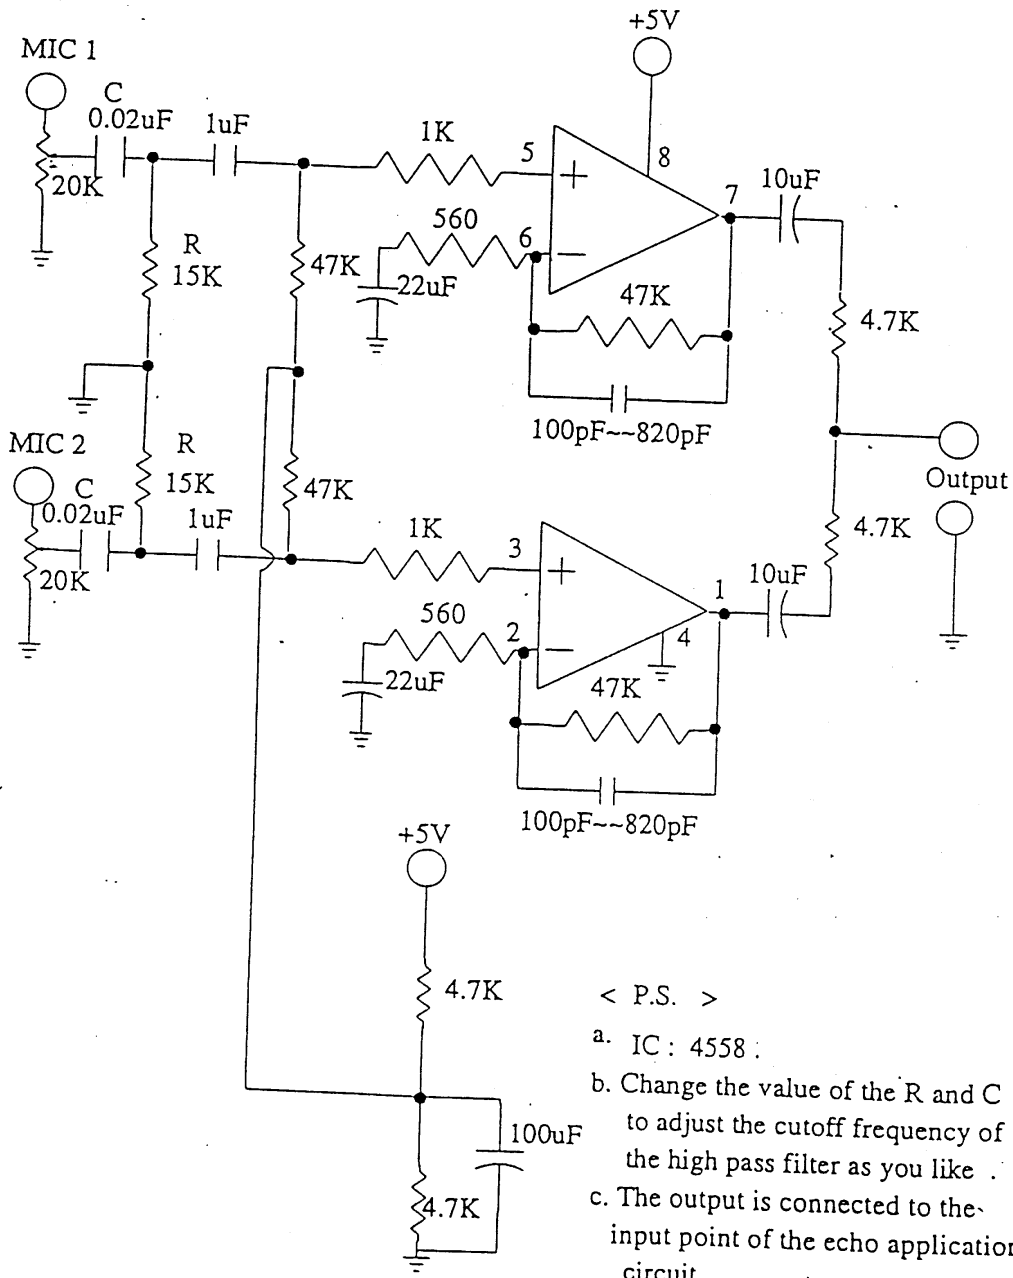 +5V
MIC 1
C
0.02uF
1uF
1K
5
8
7
10uF
20K
560
6
R
15K
47K
22uF
47K
4.7K
100pF~~820pF
MIC 2
R
15K
47K
Output
C
0.02uF
1uF
1K
3
4.7K
20K
1
10uF
560
2
4
22uF
47K
100pF~~820pF
+5V
4.7K
< P.S. >
a. IC : 4558 .
b. Change the value of the R and C
to adjust the cutoff frequency of
100uF
the high pass filter as you like .
4.7K
c. The output is connected to the
input point of the echo application
circuit